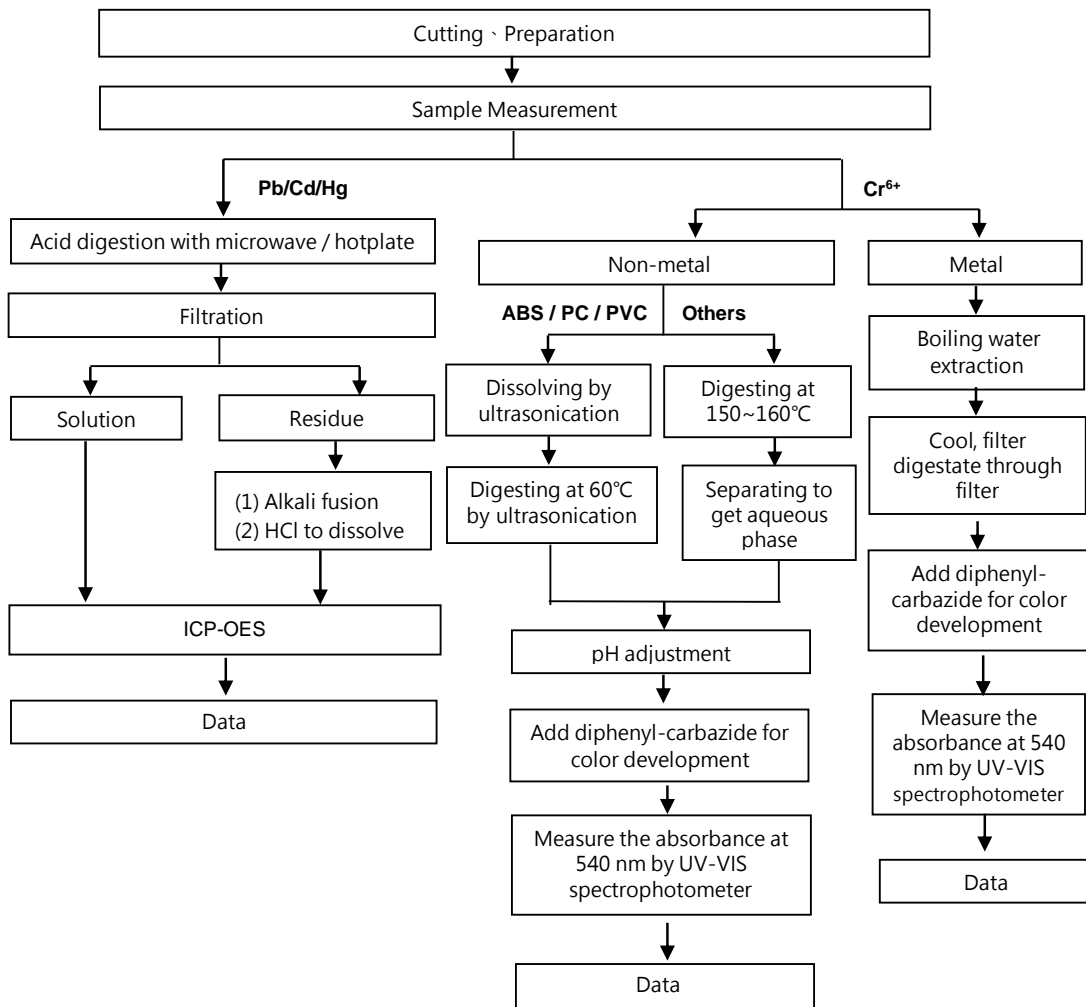 Cutting、Preparation
Sample Measurement
Pb/Cd/Hg
Acid digestion with microwave / hotplate
Filtration
Solution
Residue
(1) Alkali fusion
(2) HCl to dissolve
ICP-OES
Data
Cr⁶⁺
Non-metal
ABS / PC / PVC
Dissolving by
ultrasonication
Digesting at 60℃
by ultrasonication
Others
Digesting at
150~160℃
Separating to
get aqueous
phase
pH adjustment
Add diphenyl-carbazide for
color development
Measure the absorbance at
540 nm by UV-VIS
spectrophotometer
Data
Metal
Boiling water
extraction
Cool, filter
digestate through
filter
Add diphenyl-
carbazide for color
development
Measure the
absorbance at 540
nm by UV-VIS
spectrophotometer
Data